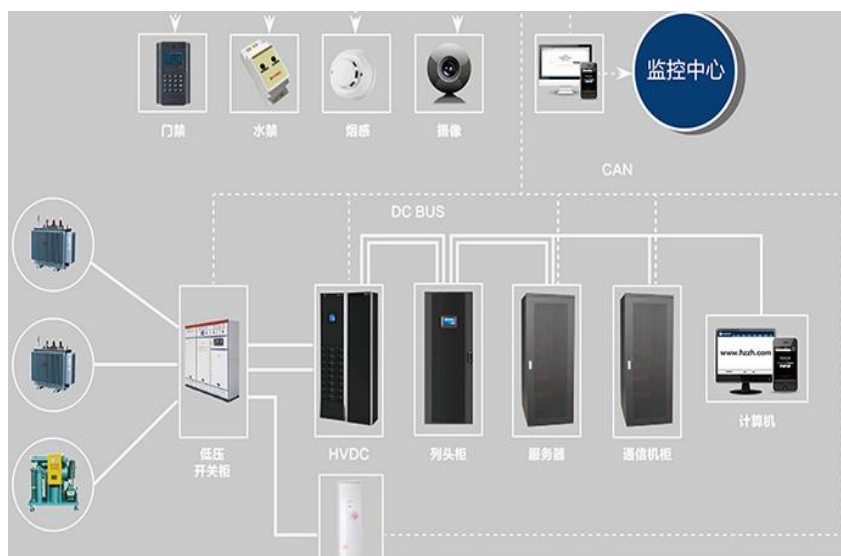 监控中心
门禁
水禁
烟感
摄像
CAN
DC BUS
www.hzzh.com
计算机
低压
开关柜
HVDC
列头柜
服务器
通信机柜